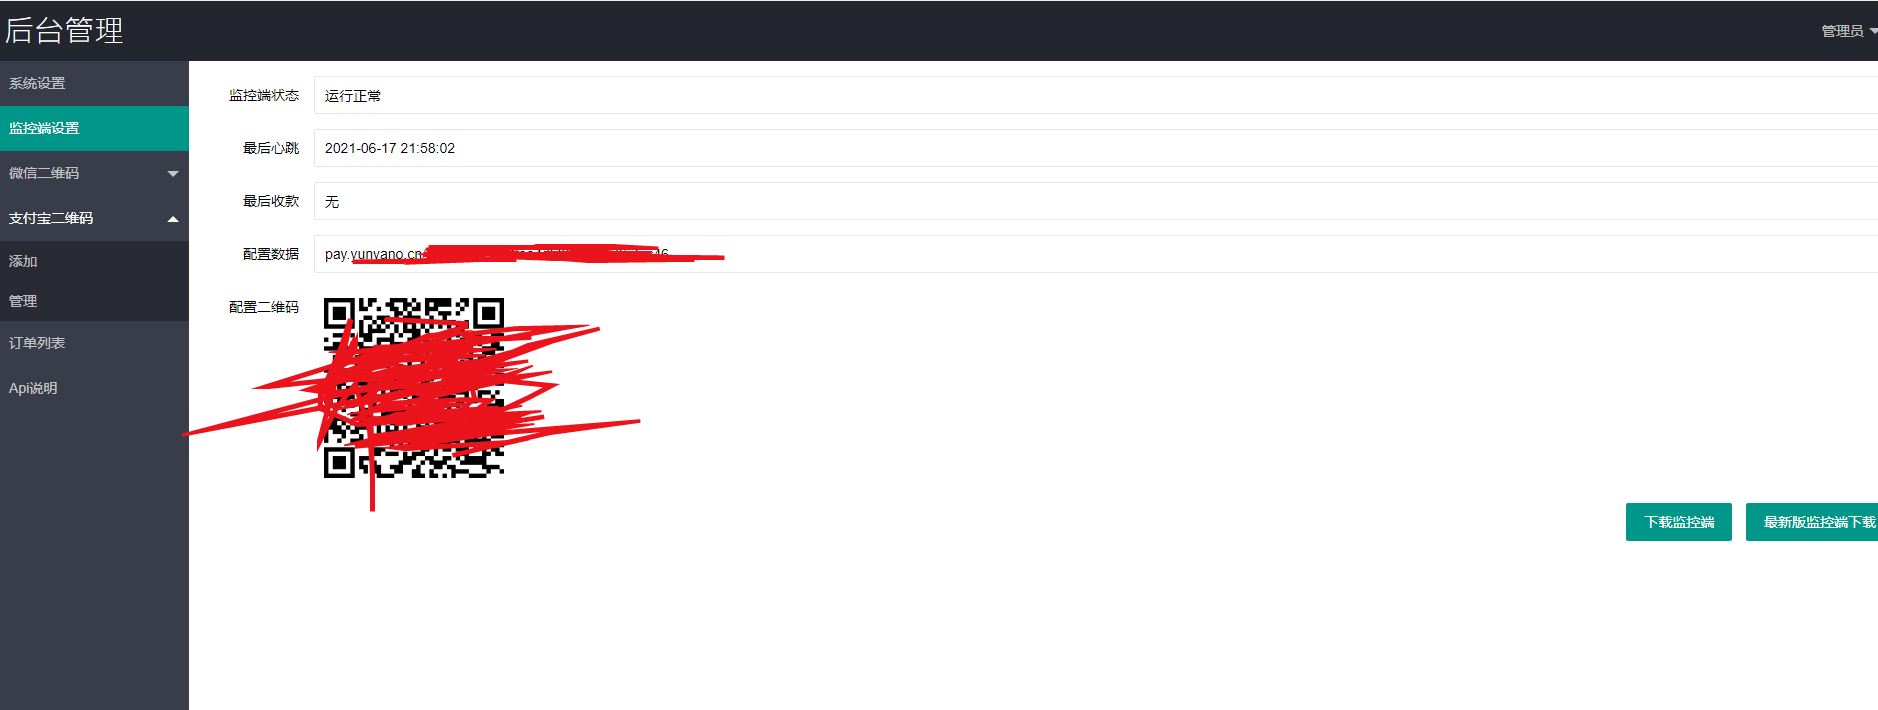 后台管理
管理员
系统设置
监控端设置
微信二维码
支付宝二维码
添加
管理
订单列表
Api说明
监控端状态
运行正常
最后心跳
2021-06-17 21:58:02
最后收款
无
配置数据
pay.yunyano.cn
配置二维码
下载监控端
最新版监控端下载